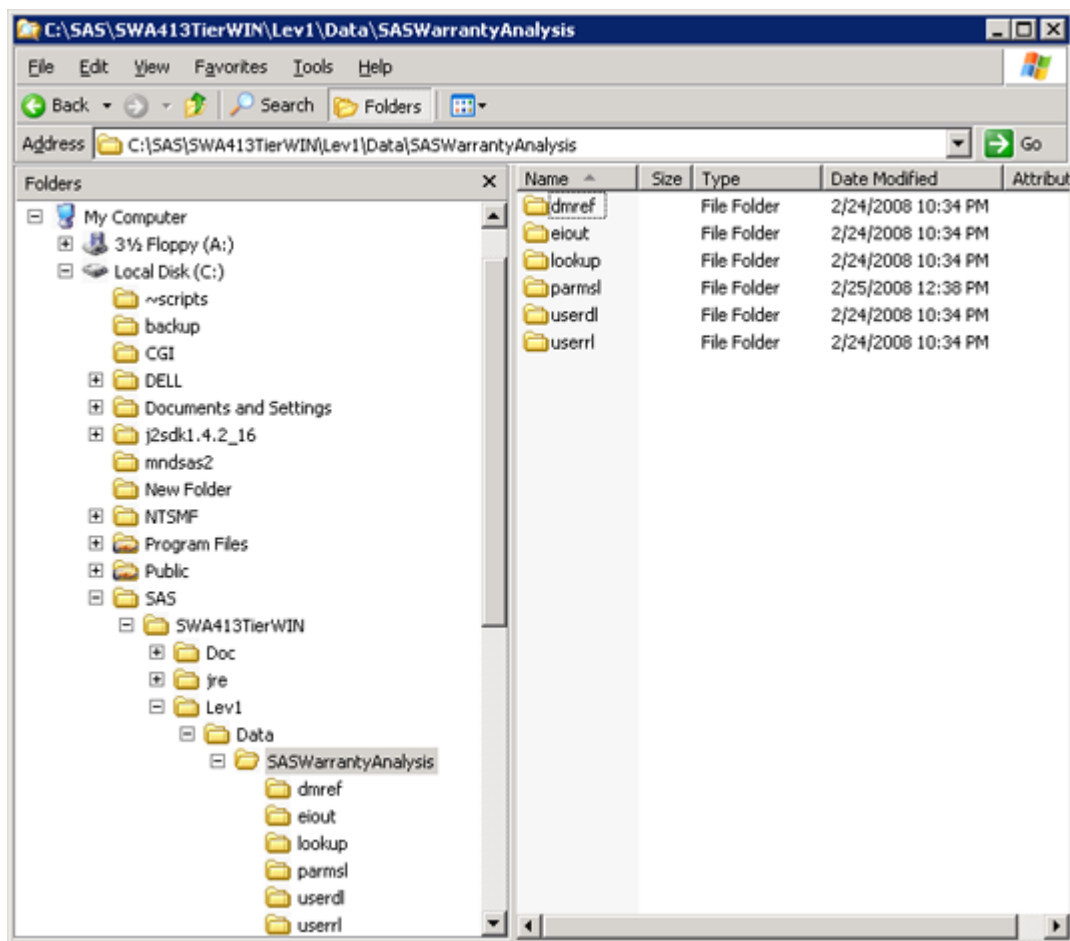 C:\SAS\SWA413TierWIN\Lev1\Data\SASWarrantyAnalysis
File Edit View Favorites Tools Help
Back Search Folders
Address C:\SAS\SWA413TierWIN\Lev1\Data\SASWarrantyAnalysis Go
Folders
My Computer
3½ Floppy (A:)
Local Disk (C:)
~scripts
backup
CGI
DELL
Documents and Settings
j2sdk1.4.2_16
mndsas2
New Folder
NTSMF
Program Files
Public
SAS
SWA413TierWIN
Doc
jre
Lev1
Data
SASWarrantyAnalysis
dmref
eiout
lookup
parmsl
userdl
userrl
Name Size Type Date Modified Attribut
dmref File Folder 2/24/2008 10:34 PM
eiout File Folder 2/24/2008 10:34 PM
lookup File Folder 2/24/2008 10:34 PM
parmsl File Folder 2/25/2008 12:38 PM
userdl File Folder 2/24/2008 10:34 PM
userrl File Folder 2/24/2008 10:34 PM